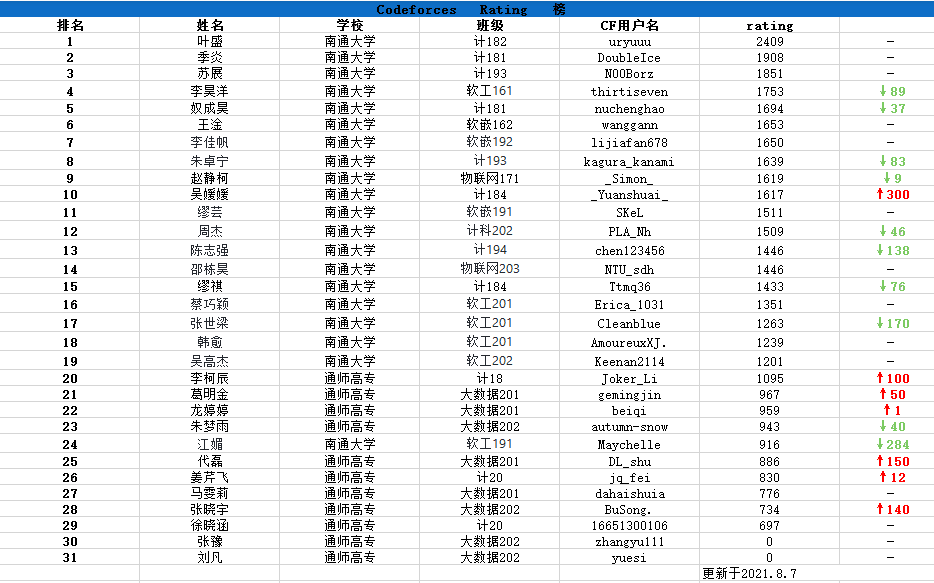 Codeforces Rating 榜
排名 姓名 学校 班级 CF用户名 rating
1 叶盛 南通大学 计182 uryuuu 2409 —
2 季炎 南通大学 计181 DoubleIce 1908 —
3 苏展 南通大学 计193 N00Borz 1851 —
4 李昊洋 南通大学 软工161 thirtiseven 1753 ↓89
5 奴成昊 南通大学 计181 nuchenghao 1694 ↓37
6 王淦 南通大学 软嵌162 wanggann 1653 —
7 李佳帆 南通大学 软嵌192 lijiafan678 1650 —
8 朱卓宁 南通大学 计193 kagura_kanami 1639 ↓83
9 赵静柯 南通大学 物联网171 _Simon_ 1619 ↓9
10 吴媛媛 南通大学 计184 _Yuanshuai_ 1617 ↑300
11 缪芸 南通大学 软嵌191 SKeL 1511 —
12 周杰 南通大学 计科202 PLA_Nh 1509 ↓46
13 陈志强 南通大学 计194 chen123456 1446 ↓138
14 邵栋昊 南通大学 物联网203 NTU_sdh 1446 —
15 缪祺 南通大学 计184 Ttmq36 1433 ↓76
16 蔡巧颖 南通大学 软工201 Erica_1031 1351 —
17 张世梁 南通大学 软工201 Cleanblue 1263 ↓170
18 韩愈 南通大学 软工201 AmoureuxXJ. 1239 —
19 吴高杰 南通大学 软工202 Keenan2114 1201 —
20 李柯辰 通师高专 计18 Joker_Li 1095 ↑100
21 葛明金 通师高专 大数据201 gemingjin 967 ↑50
22 龙婷婷 通师高专 大数据201 beiqi 959 ↑1
23 朱梦雨 通师高专 大数据202 autumn-snow 943 ↓40
24 江媚 南通大学 软工191 Maychelle 916 ↓284
25 代磊 通师高专 大数据201 DL_shu 886 ↑150
26 姜芹飞 通师高专 计20 jq_fei 830 ↑12
27 马雯莉 通师高专 大数据201 dahaishuia 776 —
28 张晓宇 通师高专 大数据202 BuSong. 734 ↑140
29 徐晓涵 通师高专 计20 16651300106 697 —
30 张豫 通师高专 大数据202 zhangyu111 0 —
31 刘凡 通师高专 大数据202 yuesi 0 —
更新于2021.8.7